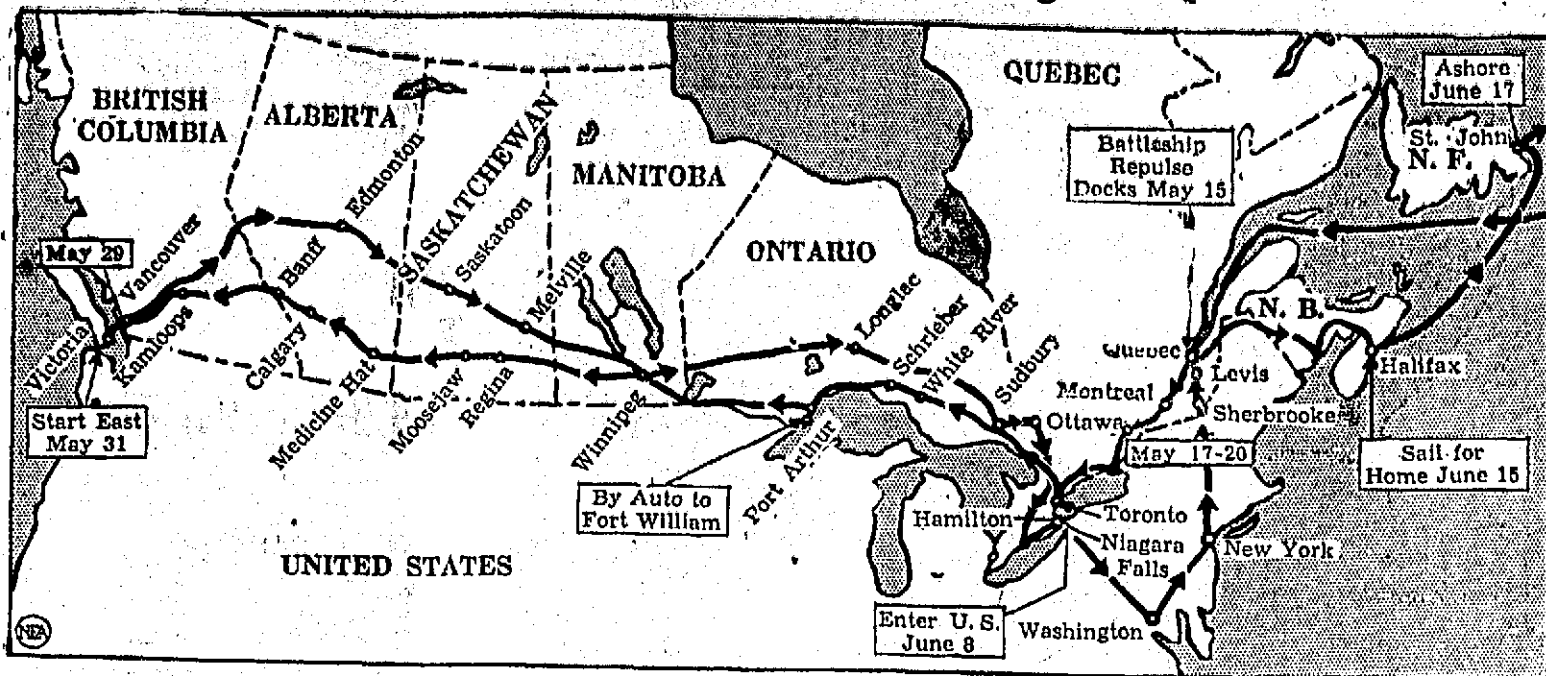 BRITISH
COLUMBIA
ALBERTA
SASKATCHEWAN
MANITOBA
ONTARIO
QUEBEC
Ashore
June 17
St. John
N. F.
Battleship
Repulse
Docks May 15
May 29
Vancouver
Edmonton
Banff
Saskatoon
Melville
Longlac
Schrieber
White River
Sudbury
N. B.
Victoria
Kamloops
Calgary
Medicine Hat
Moosejaw
Regina
Winnipeg
Port Arthur
Quebec
Levis
Halifax
Montreal
Sherbrooke
Ottawa
May 17-20
Start East
May 31
Sail for
Home June 15
By Auto to
Fort William
Hamilton
Toronto
Niagara
Falls
New York
UNITED STATES
Enter U. S.
June 8
Washington
NEA